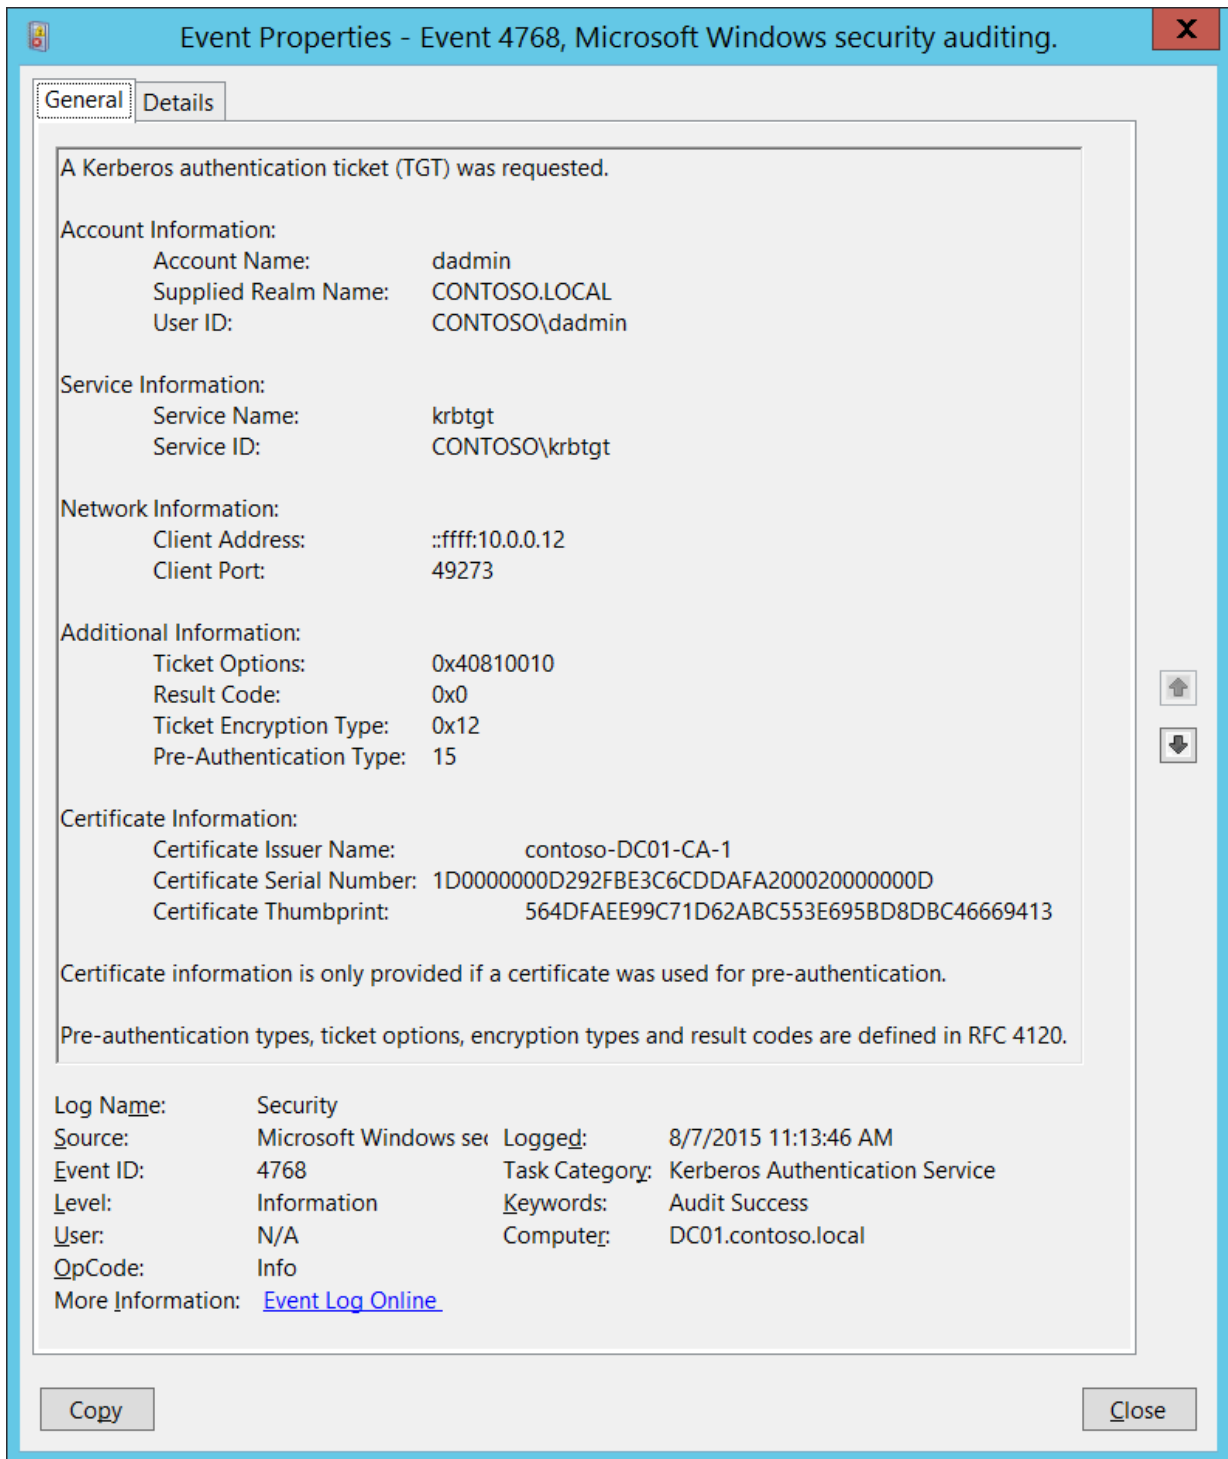 Event Properties - Event 4768, Microsoft Windows security auditing.
X
General Details
A Kerberos authentication ticket (TGT) was requested.
Account Information:
Account Name: dadmin
Supplied Realm Name: CONTOSO.LOCAL
User ID: CONTOSO\dadmin
Service Information:
Service Name: krbtgt
Service ID: CONTOSO\krbtgt
Network Information:
Client Address: ::ffff:10.0.0.12
Client Port: 49273
Additional Information:
Ticket Options: 0x40810010
Result Code: 0x0
Ticket Encryption Type: 0x12
Pre-Authentication Type: 15
Certificate Information:
Certificate Issuer Name: contoso-DC01-CA-1
Certificate Serial Number: 1D0000000D292FBE3C6CDDAFA200020000000D
Certificate Thumbprint: 564DFAEE99C71D62ABC553E695BD8DBC46669413
Certificate information is only provided if a certificate was used for pre-authentication.
Pre-authentication types, ticket options, encryption types and result codes are defined in RFC 4120.
Log Name: Security
Source: Microsoft Windows sec Logged: 8/7/2015 11:13:46 AM
Event ID: 4768 Task Category: Kerberos Authentication Service
Level: Information Keywords: Audit Success
User: N/A Computer: DC01.contoso.local
OpCode: Info
More Information: Event Log Online
Copy Close